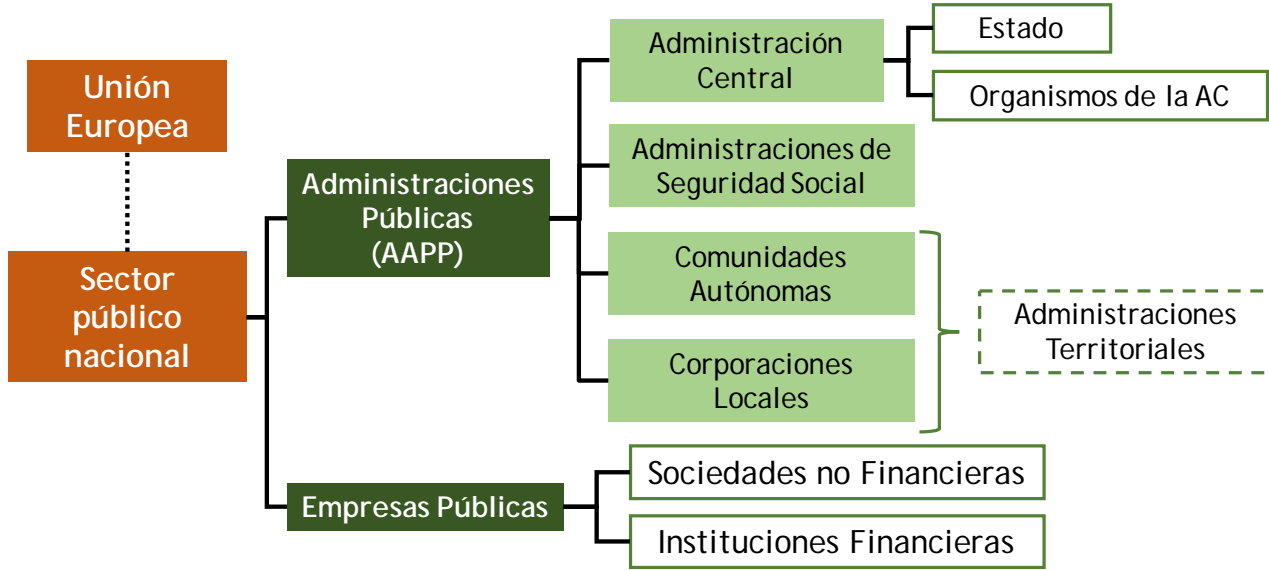 Unión
Europea
Sector
público
nacional
Administraciones
Públicas
(AAPP)
Empresas Públicas
Administración
Central
Administraciones de
Seguridad Social
Comunidades
Autónomas
Corporaciones
Locales
Sociedades no Financieras
Instituciones Financieras
Estado
Organismos de la AC
Administraciones
Territoriales